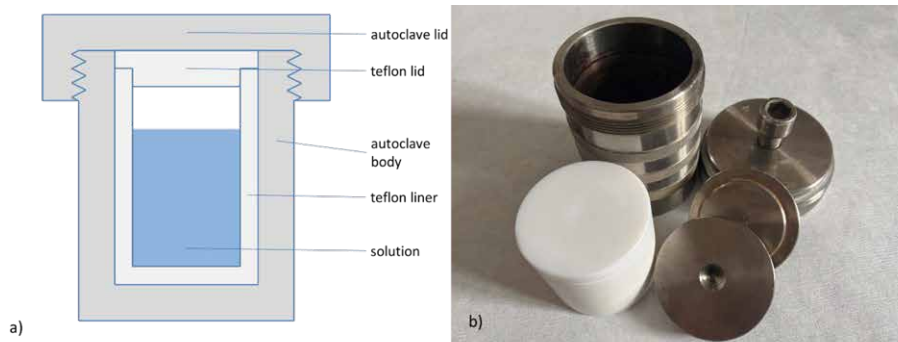 autoclave lid
teflon lid
autoclave
body
teflon liner
solution
a)
b)